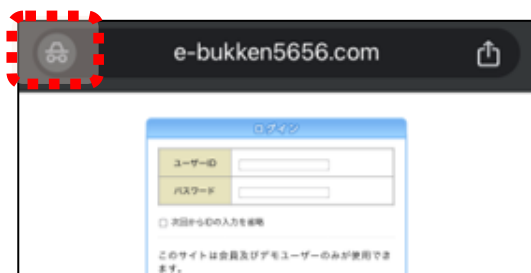 e-bukken5656.com
ログイン
ユーザーID
パスワード
次回からIDの入力を省略
このサイトは会員及びデモユーザーのみが使用できます。